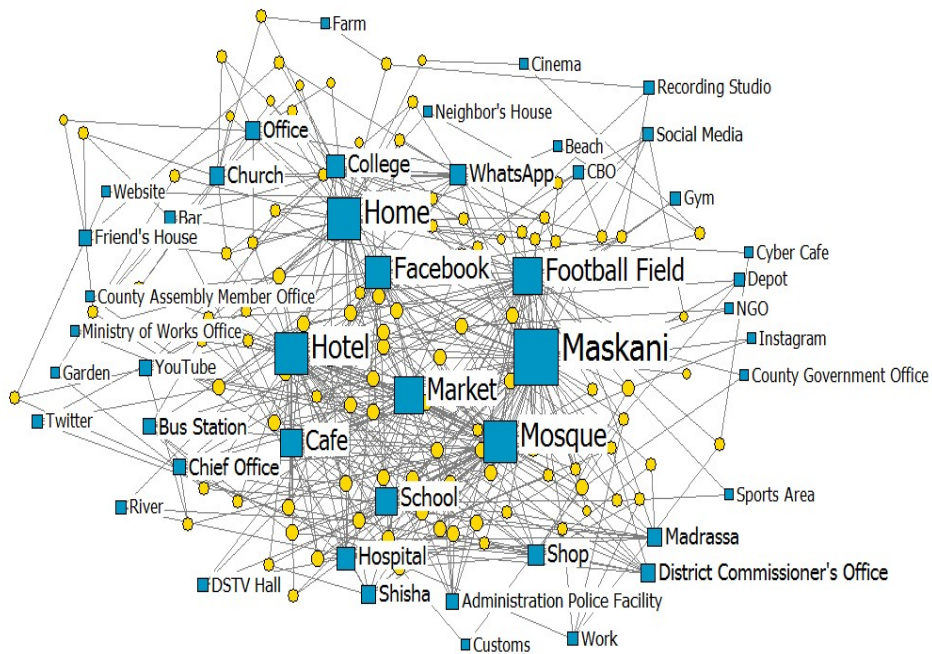 Farm
Cinema
Recording Studio
Neighbor's House
Office
Social Media
Beach
College
CBO
Church
WhatsApp
Website
Gym
Home
Bar
Friend's House
Cyber Cafe
Facebook
Football Field
Depot
County Assembly Member Office
NGO
Ministry of Works Office
Instagram
Hotel
Maskani
YouTube
Garden
County Government Office
Market
Twitter
Bus Station
Mosque
Cafe
Chief Office
Sports Area
School
River
Madrassa
Hospital
Shop
District Commissioner's Office
DSTV Hall
Shisha
Administration Police Facility
Work
Customs